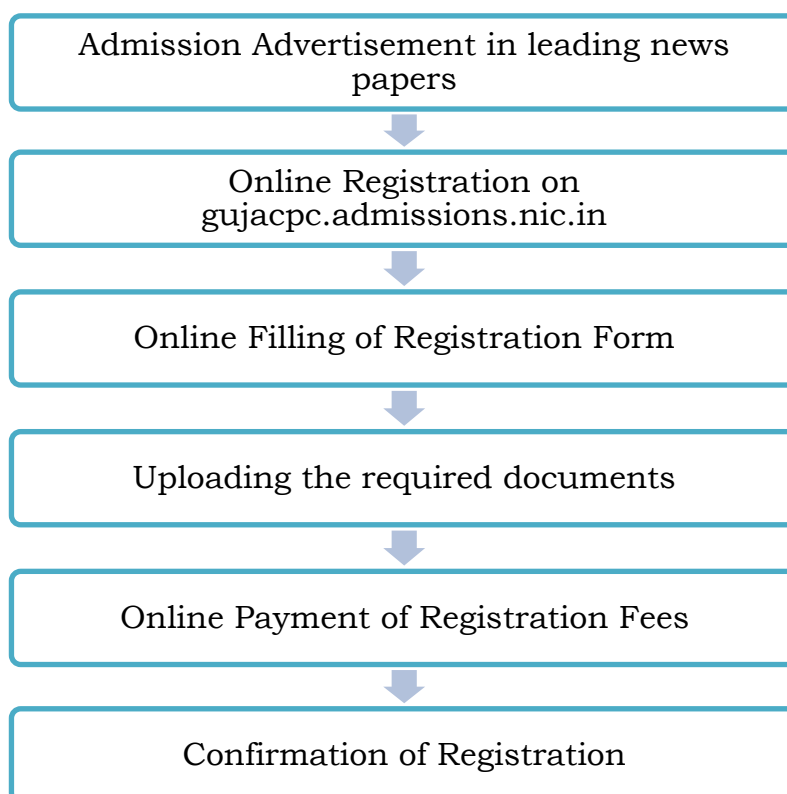 Admission Advertisement in leading news
papers
Online Registration on
gujacpc.admissions.nic.in
Online Filling of Registration Form
Uploading the required documents
Online Payment of Registration Fees
Confirmation of Registration